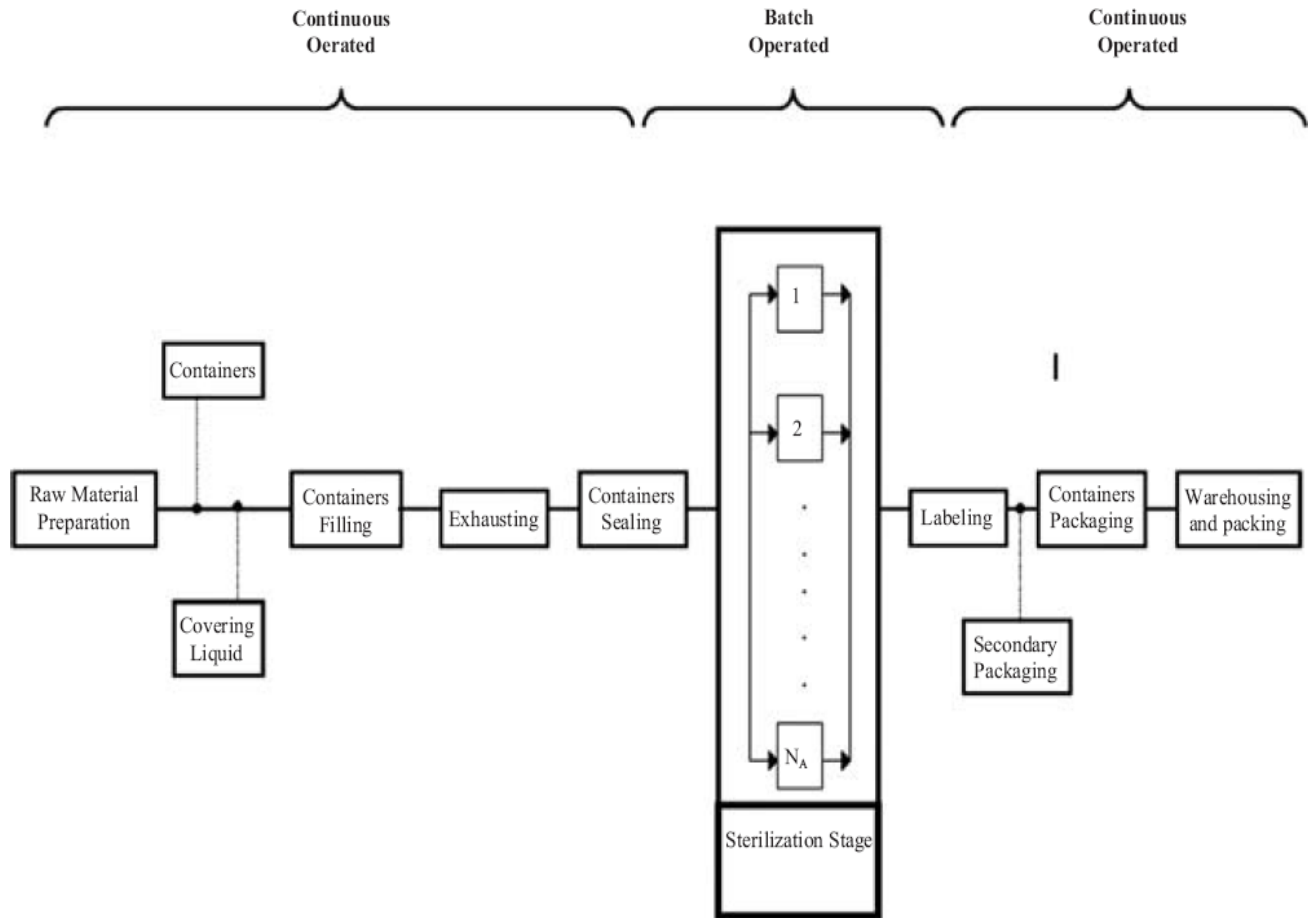 Continuous
Oerated
Batch
Operated
Continuous
Operated
1
Containers
2
Raw Material
Preparation
Containers
Filling
Exhausting
Containers
Sealing
Labeling
Containers
Packaging
Warehousing
and packing
Covering
Liquid
Secondary
Packaging
N_A
Sterilization Stage